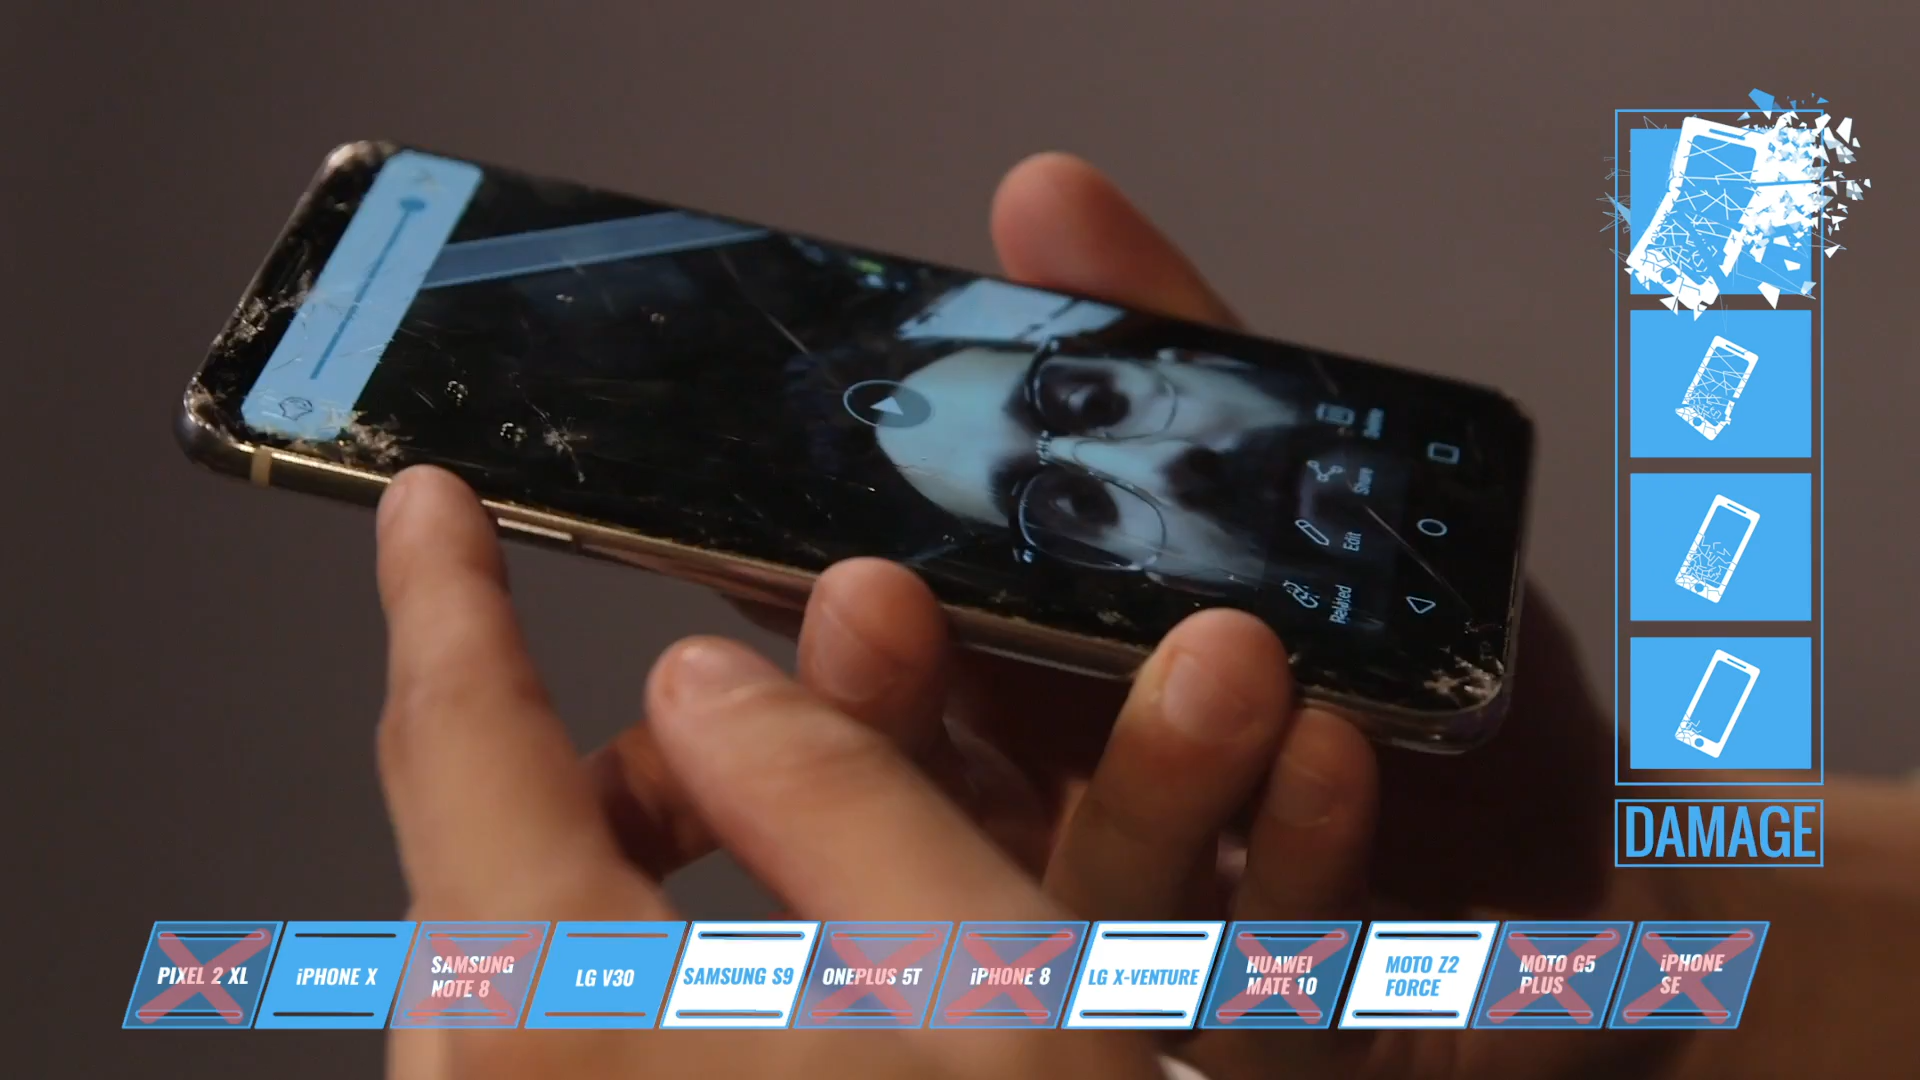 Delete
Share
Edit
Related
DAMAGE
PIXEL 2 XL
iPHONE X
SAMSUNG
NOTE 8
LG V30
SAMSUNG S9
ONEPLUS 5T
iPHONE 8
LG X-VENTURE
HUAWEI
MATE 10
MOTO Z2
FORCE
MOTO G5
PLUS
iPHONE
SE